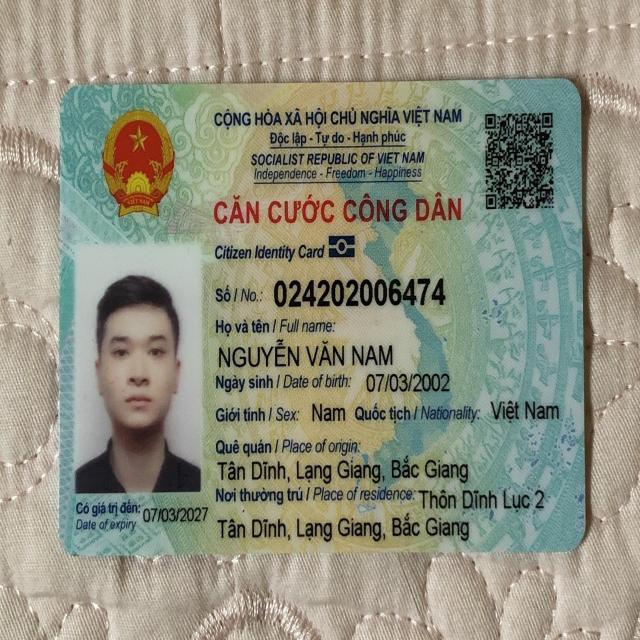 CỘNG HÒA XÃ HỘI CHỦ NGHĨA VIỆT NAM
Độc lập - Tự do - Hạnh phúc
SOCIALIST REPUBLIC OF VIET NAM
Independence - Freedom - Happiness
CĂN CƯỚC CÔNG DÂN
Citizen Identity Card
Số / No.: 024202006474
Họ và tên / Full name:
NGUYỄN VĂN NAM
Ngày sinh / Date of birth: 07/03/2002
Giới tính / Sex: Nam Quốc tịch / Nationality: Việt Nam
Quê quán / Place of origin:
Tân Dĩnh, Lạng Giang, Bắc Giang
Nơi thường trú / Place of residence: Thôn Dĩnh Lục 2
Tân Dĩnh, Lạng Giang, Bắc Giang
Có giá trị đến: 07/03/2027
Date of expiry
VIỆT NAM